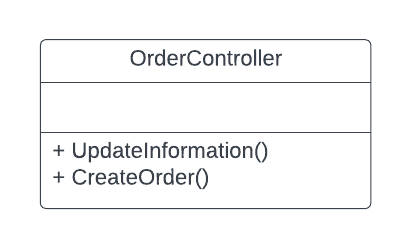 OrderController
+ UpdateInformation()
+ CreateOrder()